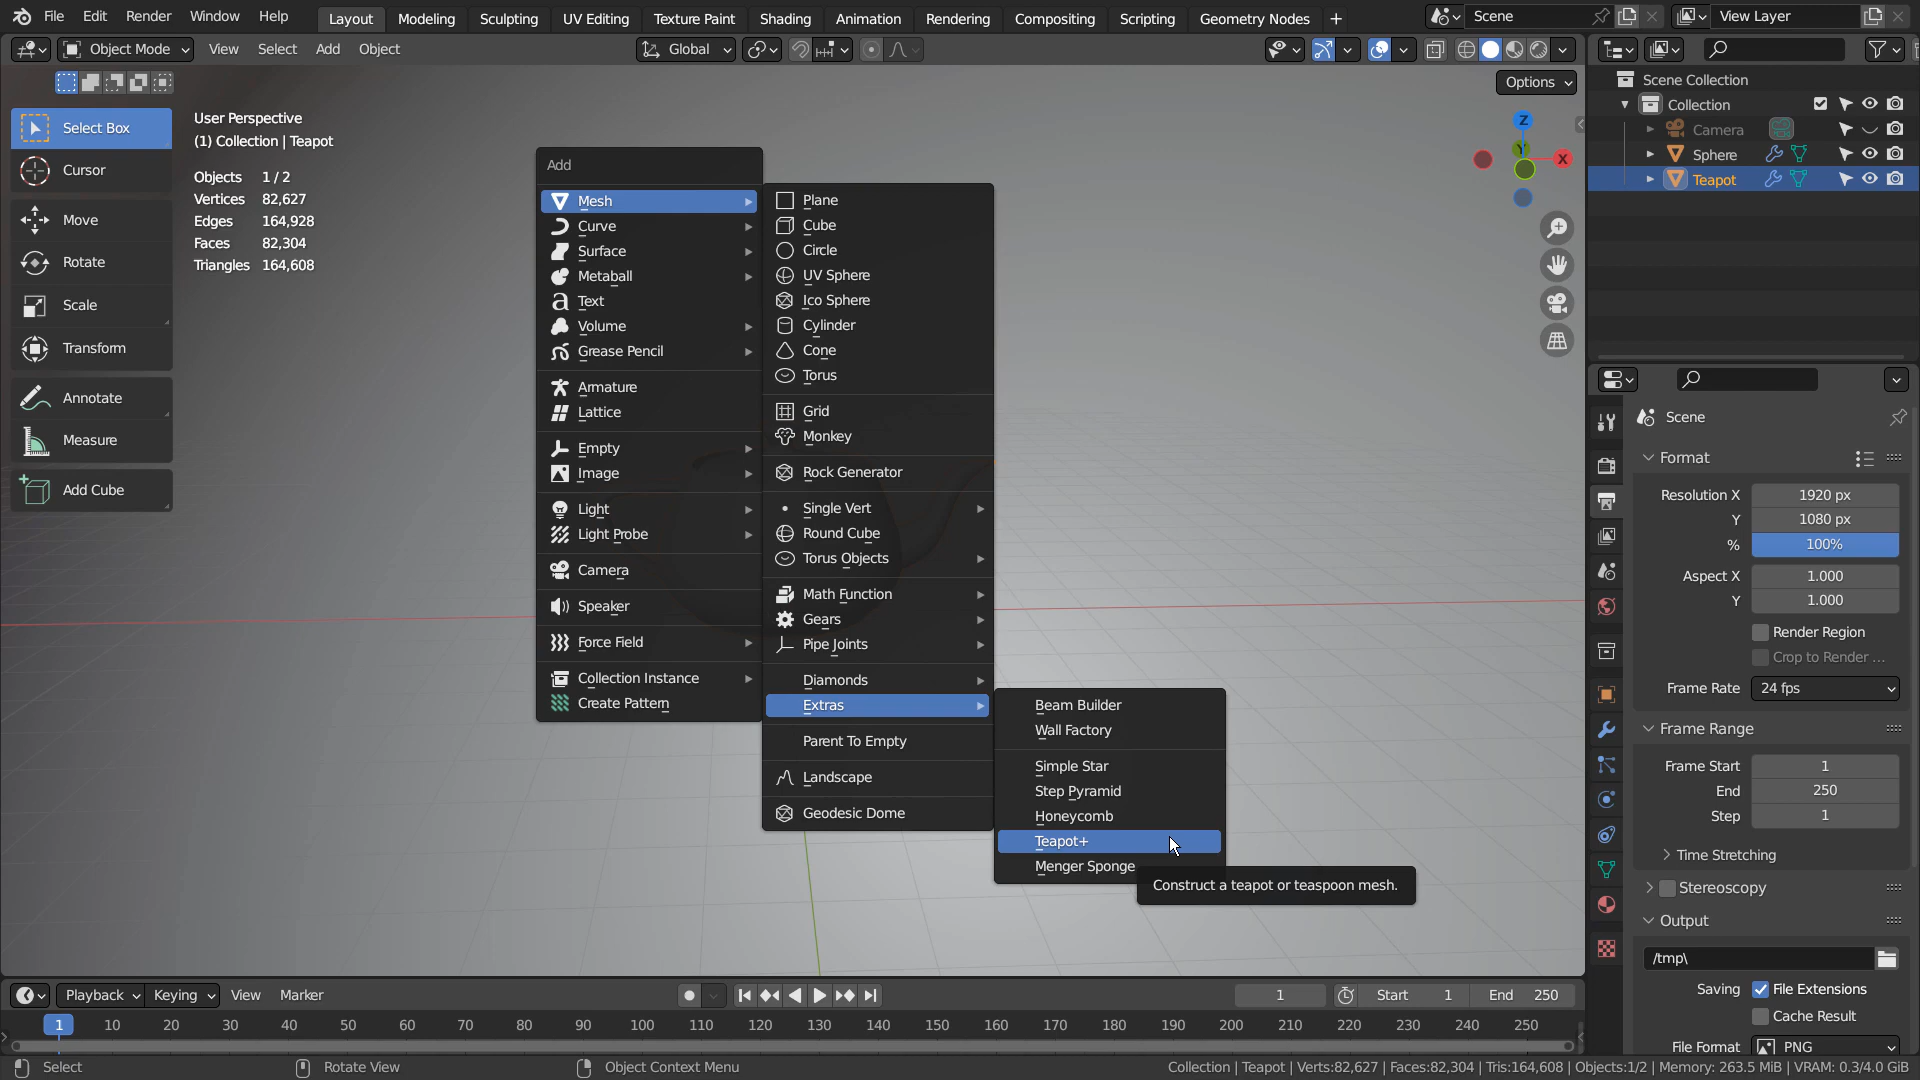 File Edit Render Window Help Layout Modeling Sculpting UV Editing Texture Paint Shading Animation Rendering Compositing Scripting Geometry Nodes + Scene View Layer
Object Mode View Select Add Object Global
Options
Select Box
Cursor
Move
Rotate
Scale
Transform
Annotate
Measure
Add Cube
User Perspective
(1) Collection | Teapot
Objects 1 / 2
Vertices 82,627
Edges 164,928
Faces 82,304
Triangles 164,608
Add
Mesh
Curve
Surface
Metaball
Text
Volume
Grease Pencil
Armature
Lattice
Empty
Image
Light
Light Probe
Camera
Speaker
Force Field
Collection Instance
Create Pattern
Plane
Cube
Circle
UV Sphere
Ico Sphere
Cylinder
Cone
Torus
Grid
Monkey
Rock Generator
Single Vert
Round Cube
Torus Objects
Math Function
Gears
Pipe Joints
Diamonds
Extras
Parent To Empty
Landscape
Geodesic Dome
Beam Builder
Wall Factory
Simple Star
Step Pyramid
Honeycomb
Teapot+
Menger Sponge
Construct a teapot or teaspoon mesh.
Z
Y
X
Scene Collection
Collection
Camera
Sphere
Teapot
Scene
Format
Resolution X 1920 px
Y 1080 px
% 100%
Aspect X 1.000
Y 1.000
Render Region
Crop to Render ...
Frame Rate 24 fps
Frame Range
Frame Start 1
End 250
Step 1
Time Stretching
Stereoscopy
Output
/tmp\
Saving File Extensions
Cache Result
File Format PNG
Playback Keying View Marker 1 Start 1 End 250
1 10 20 30 40 50 60 70 80 90 100 110 120 130 140 150 160 170 180 190 200 210 220 230 240 250
Select Rotate View Object Context Menu Collection | Teapot | Verts:82,627 | Faces:82,304 | Tris:164,608 | Objects:1/2 | Memory: 263.5 MiB | VRAM: 0.3/4.0 GiB